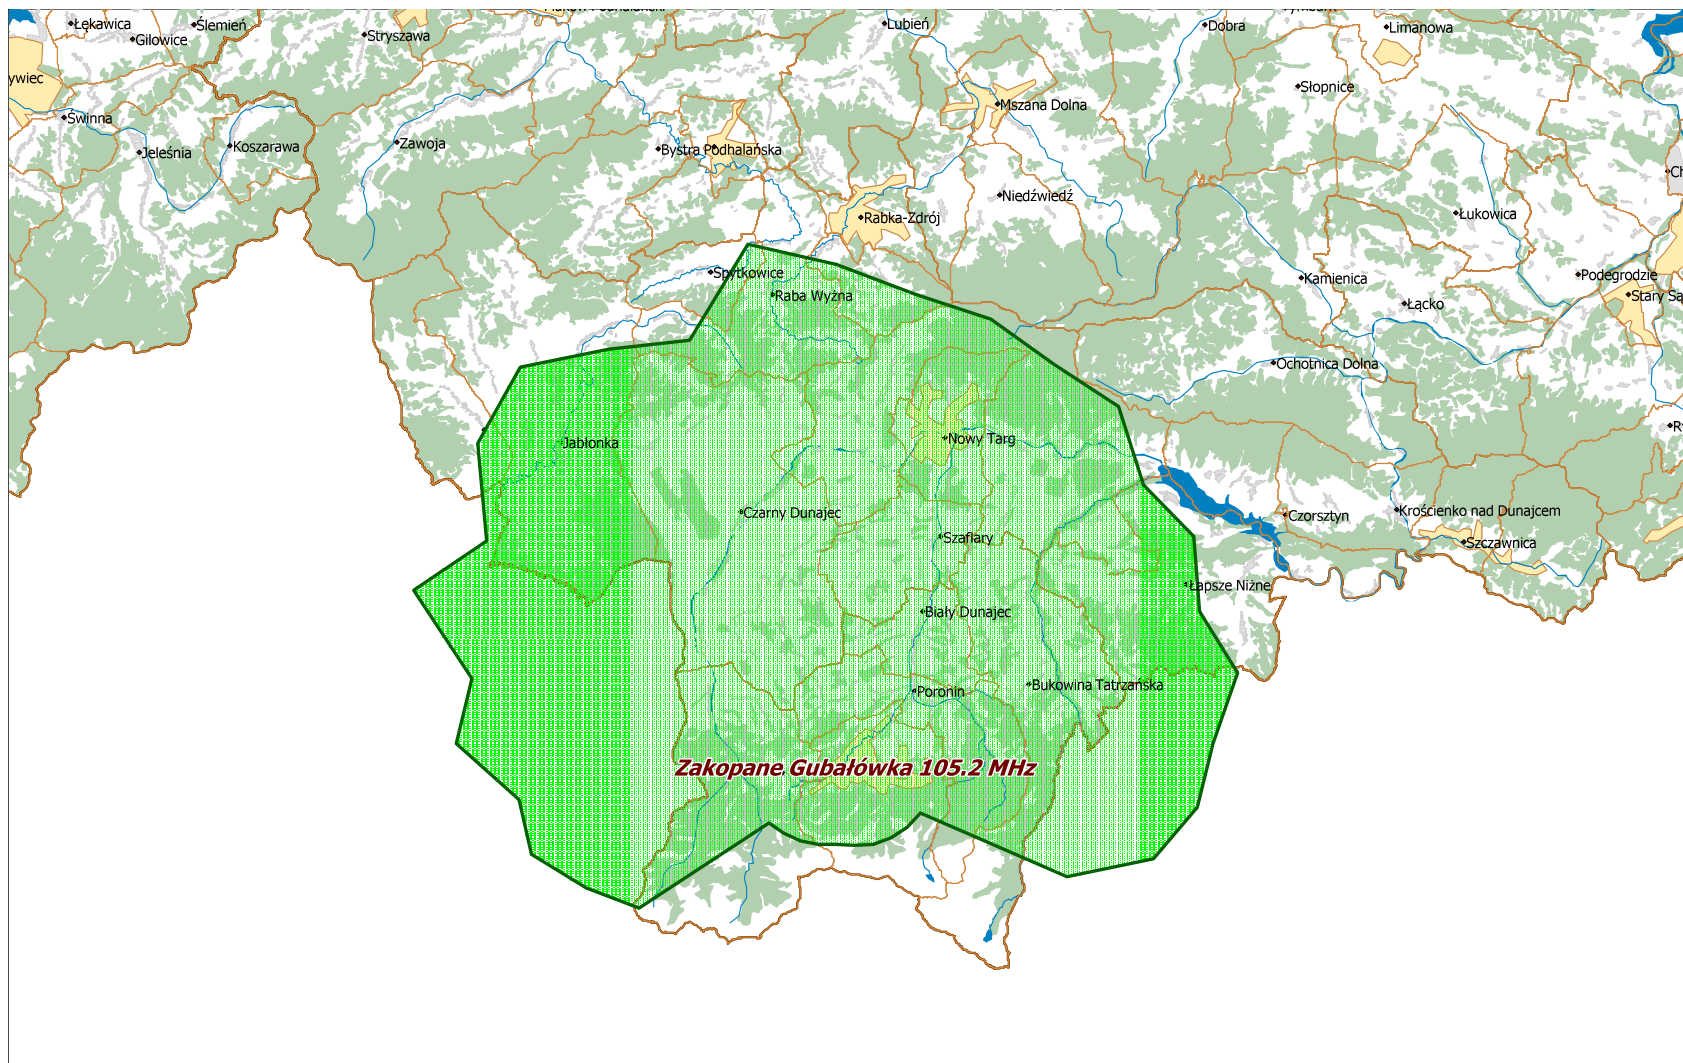 Łękawica
Ślemień
Gilowice
Stryszawa
Lubień
Dobra
Limanowa
ywiec
Świnna
Słopnice
Mszana Dolna
Jeleśnia
Koszarawa
Zawoja
Bystra Podhalańska
Niedźwiedź
Rabka-Zdrój
Łukowica
Spytkowice
Raba Wyżna
Kamienica
Podegrodzie
Łącko
Stary Są
Ochotnica Dolna
Jabłonka
Nowy Targ
Czarny Dunajec
Czorsztyn
Krościenko nad Dunajcem
Szaflary
Szczawnica
Łapsze Niżne
Biały Dunajec
Poronin
Bukowina Tatrzańska
Zakopane Gubałówka 105.2 MHz